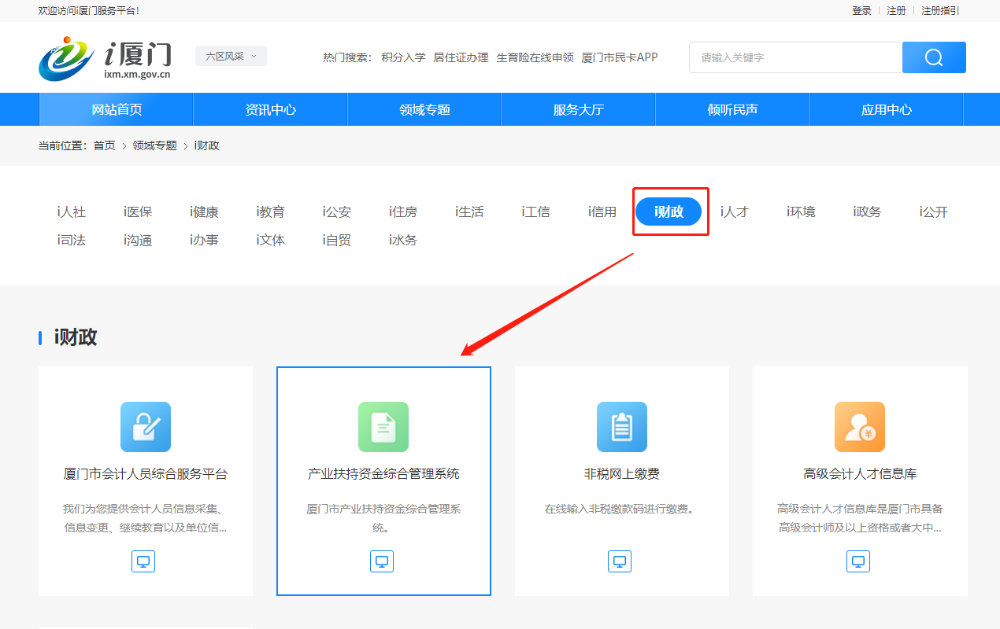 欢迎访问i厦门服务平台!
登录 注册 注册指引
i厦门
ixm.xm.gov.cn
六区风采
热门搜索: 积分入学 居住证办理 生育险在线申领 厦门市民卡APP
请输入关键字
网站首页 资讯中心 领域专题 服务大厅 倾听民声 应用中心
当前位置: 首页 > 领域专题 > i财政
i人社 i医保 i健康 i教育 i公安 i住房 i生活 i工信 i信用 i财政 i人才 i环境 i政务 i公开
i司法 i沟通 i办事 i文体 i自贸 i水务
i财政
厦门市会计人员综合服务平台
我们为您提供会计人员信息采集、
信息变更、继续教育以及单位信...
产业扶持资金综合管理系统
厦门市产业扶持资金综合管理系
统。
非税网上缴费
在线输入非税缴款码进行缴费。
高级会计人才信息库
高级会计人才信息库是厦门市具备
高级会计师及以上资格或者大中...